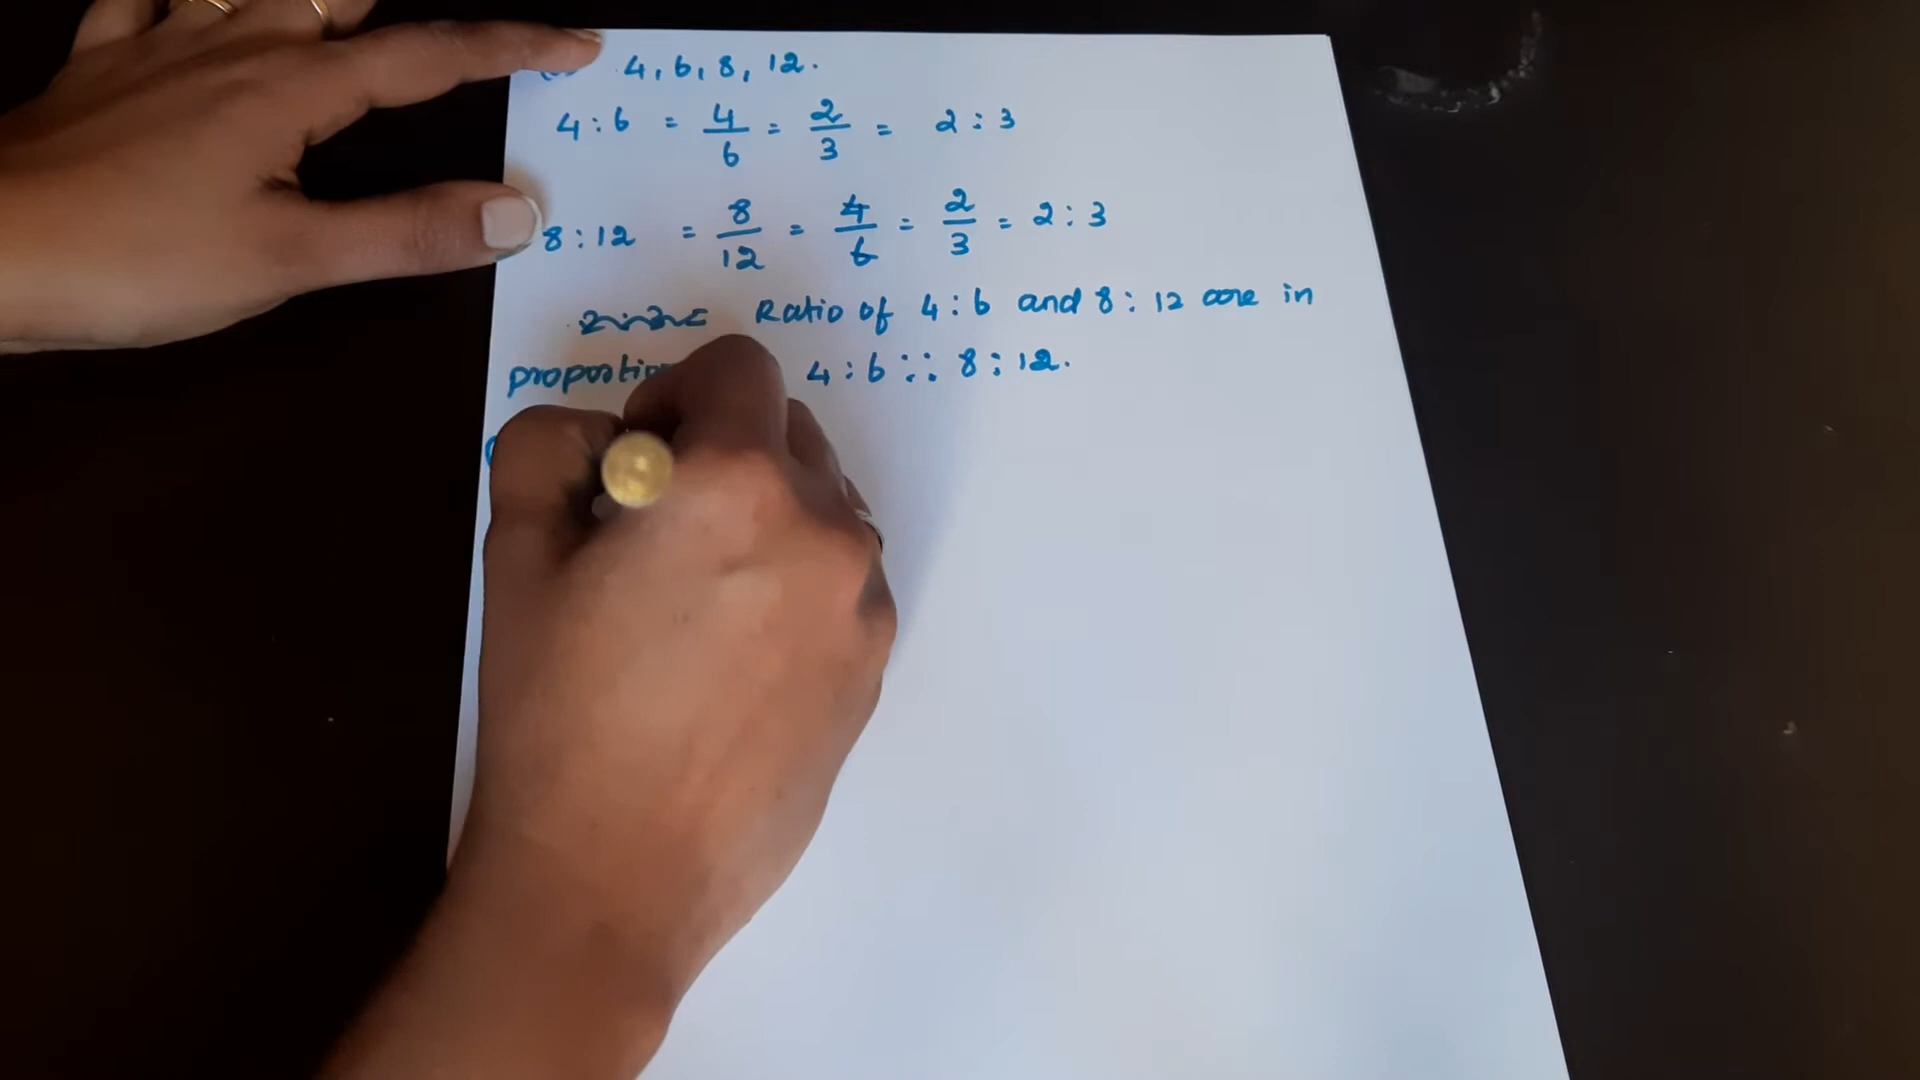 4, 6, 8, 12.
4 : 6 = 4/6 = 2/3 = 2 : 3
8 : 12 = 8/12 = 4/6 = 2/3 = 2 : 3
Ratio of 4 : 6 and 8 : 12 are in
4 : 6 :: 8 : 12.